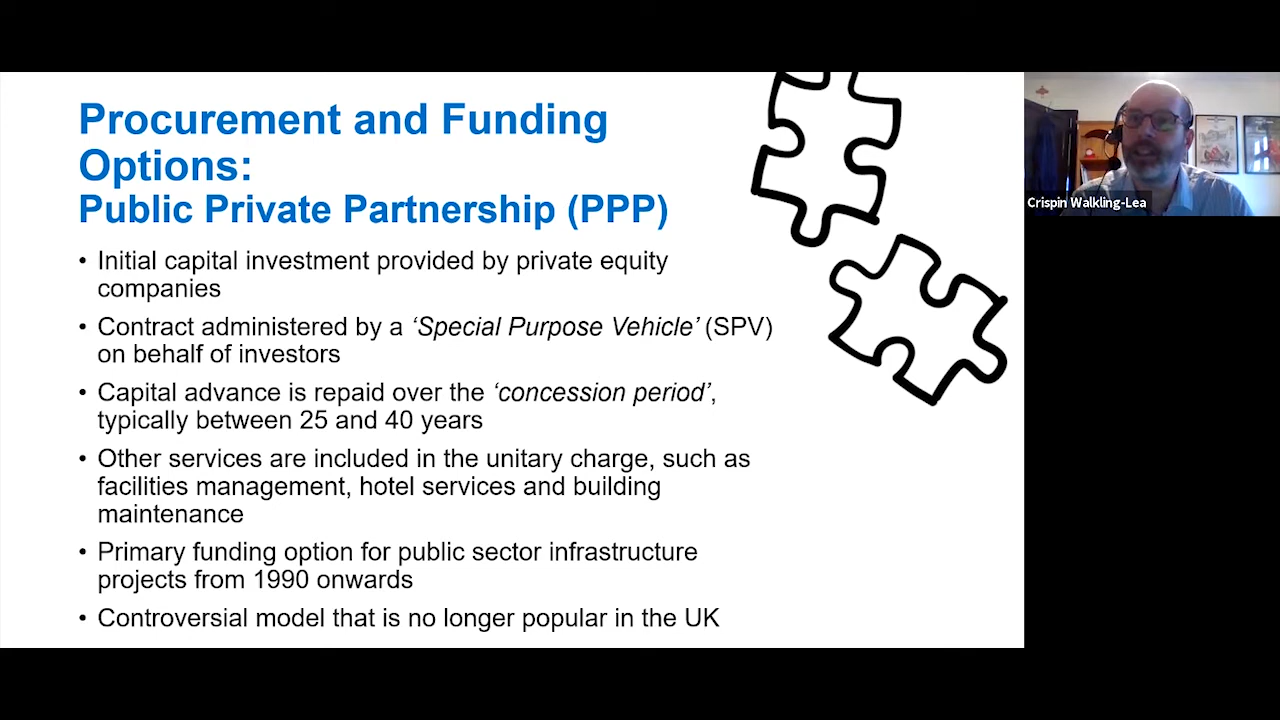 Procurement and Funding
Options:
Public Private Partnership (PPP)
• Initial capital investment provided by private equity
companies
• Contract administered by a ‘Special Purpose Vehicle’ (SPV)
on behalf of investors
• Capital advance is repaid over the ‘concession period’,
typically between 25 and 40 years
• Other services are included in the unitary charge, such as
facilities management, hotel services and building
maintenance
• Primary funding option for public sector infrastructure
projects from 1990 onwards
• Controversial model that is no longer popular in the UK
Crispin Walkling-Lea